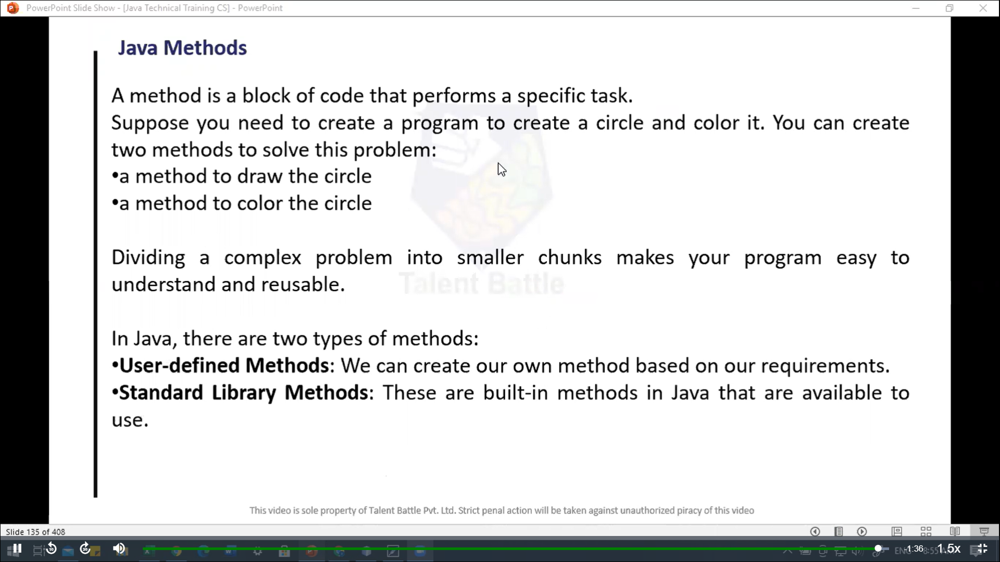 PowerPoint Slide Show - [Java Technical Training CS] - PowerPoint
Java Methods
A method is a block of code that performs a specific task.
Suppose you need to create a program to create a circle and color it. You can create
two methods to solve this problem:
•a method to draw the circle
•a method to color the circle
Dividing a complex problem into smaller chunks makes your program easy to
understand and reusable.
Talent Battle
In Java, there are two types of methods:
•User-defined Methods: We can create our own method based on our requirements.
•Standard Library Methods: These are built-in methods in Java that are available to
use.
This video is sole property of Talent Battle Pvt. Ltd. Strict penal action will be taken against unauthorized piracy of this video
Slide 135 of 408
10 30 -1:36 1.5x
ENG 8:55